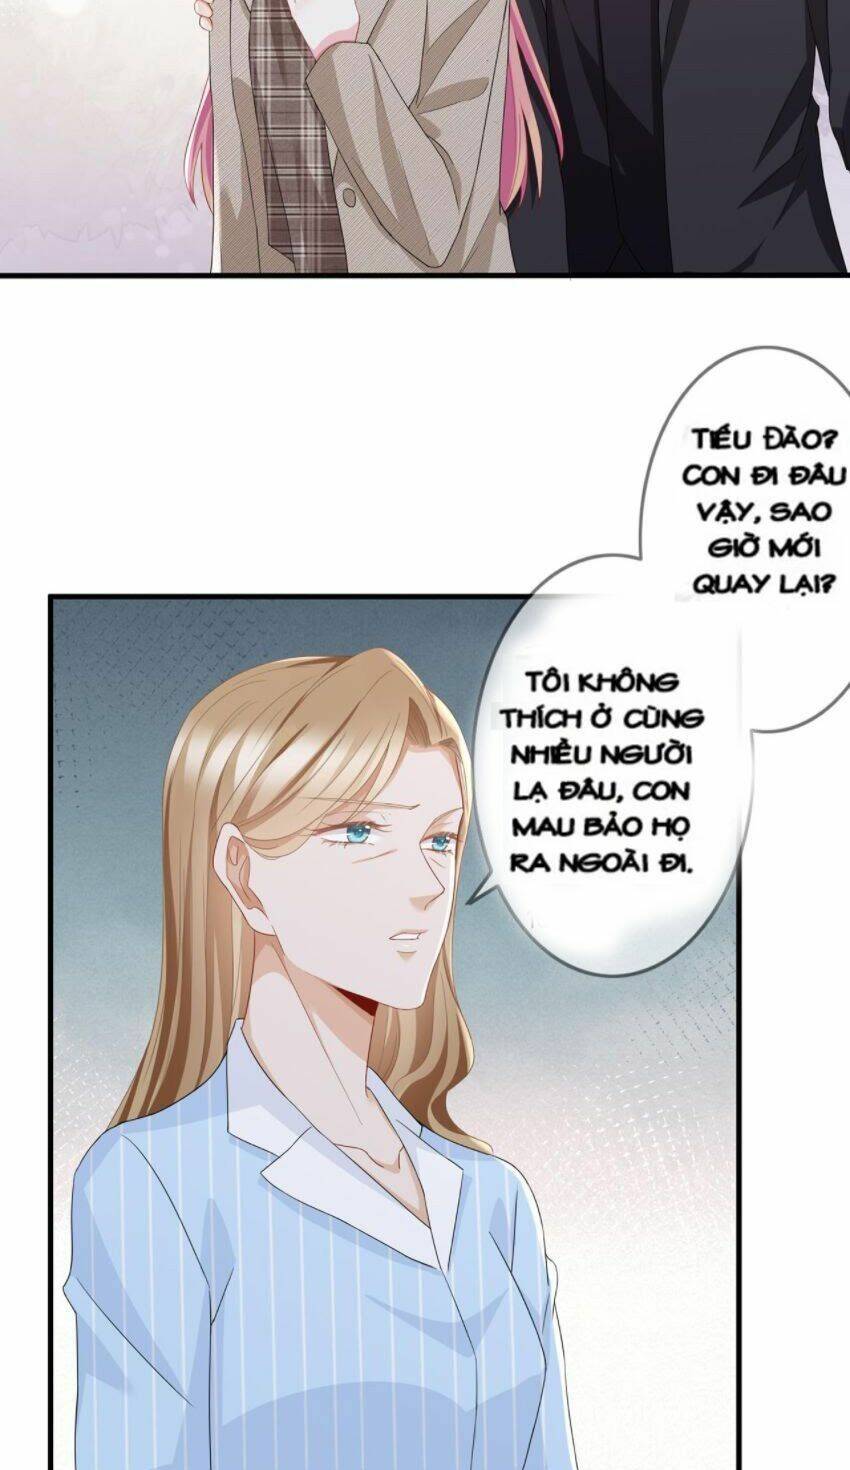 TIẾU ĐÀO?
CON ĐI ĐÂU
VẬY, SAO
GIỜ MỚI
QUAY LẠI?
TÔI KHÔNG
THÍCH Ở CÙNG
NHIỀU NGƯỜI
LẠ ĐÂU, CON
MAU BẢO HỌ
RA NGOÀI ĐI.